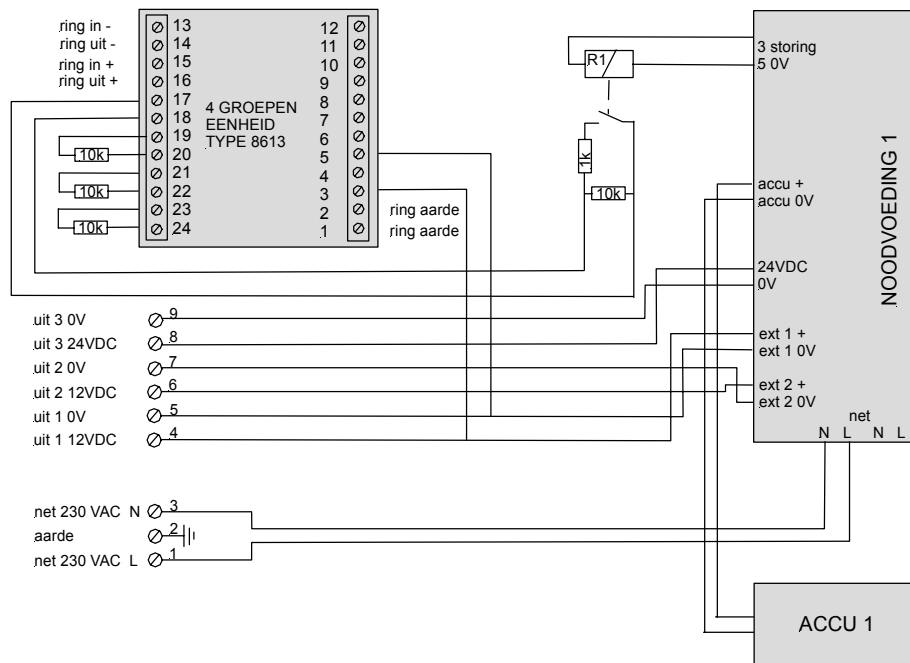 ring in -
ring uit -
ring in +
ring uit +
13
14
15
16
17
18
19
20
21
22
23
24
10k
10k
10k
4 GROEPEN
EENHEID
TYPE 8613
12
11
10
9
8
7
6
5
4
3
2
1
ring aarde
ring aarde
R1
1k
10k
3 storing
5 0V
accu +
accu 0V
24VDC
0V
ext 1 +
ext 1 0V
ext 2 +
ext 2 0V
net
N L N L
NOODVOEDING 1
uit 3 0V 9
uit 3 24VDC 8
uit 2 0V 7
uit 2 12VDC 6
uit 1 0V 5
uit 1 12VDC 4
net 230 VAC N 3
aarde 2
net 230 VAC L 1
ACCU 1